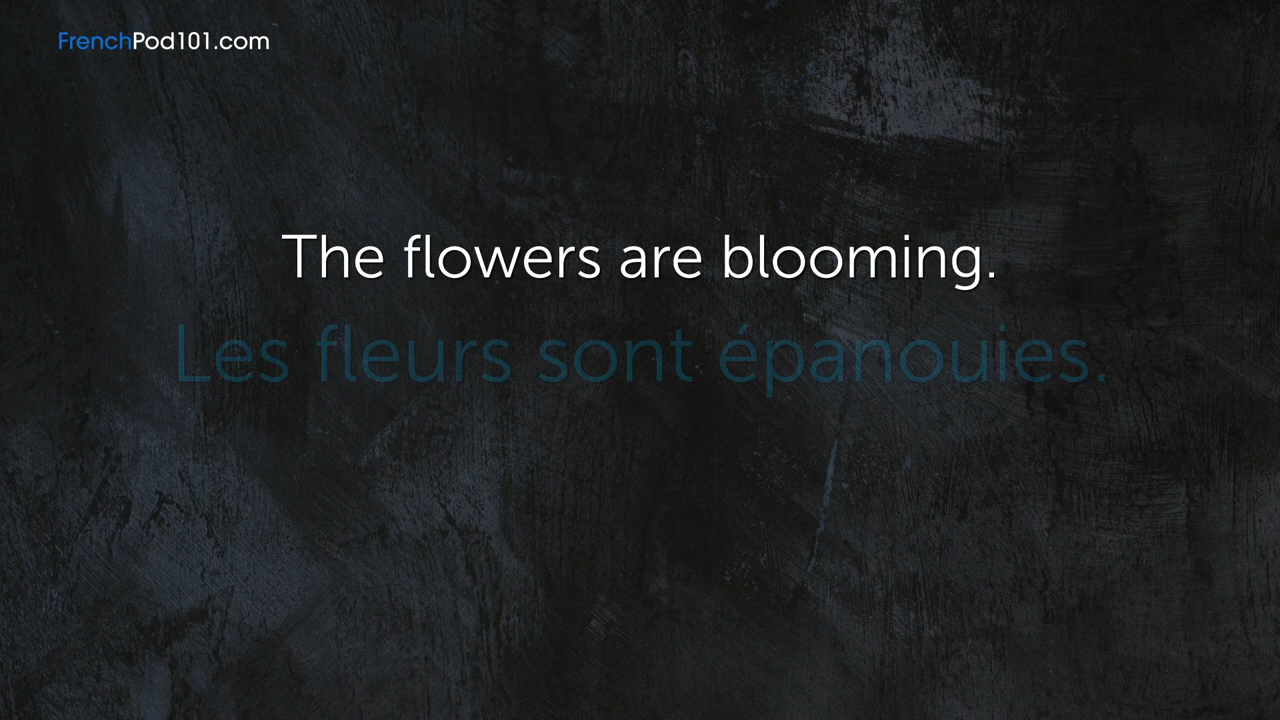 FrenchPod101.com
The flowers are blooming.
Les fleurs sont épanouies.